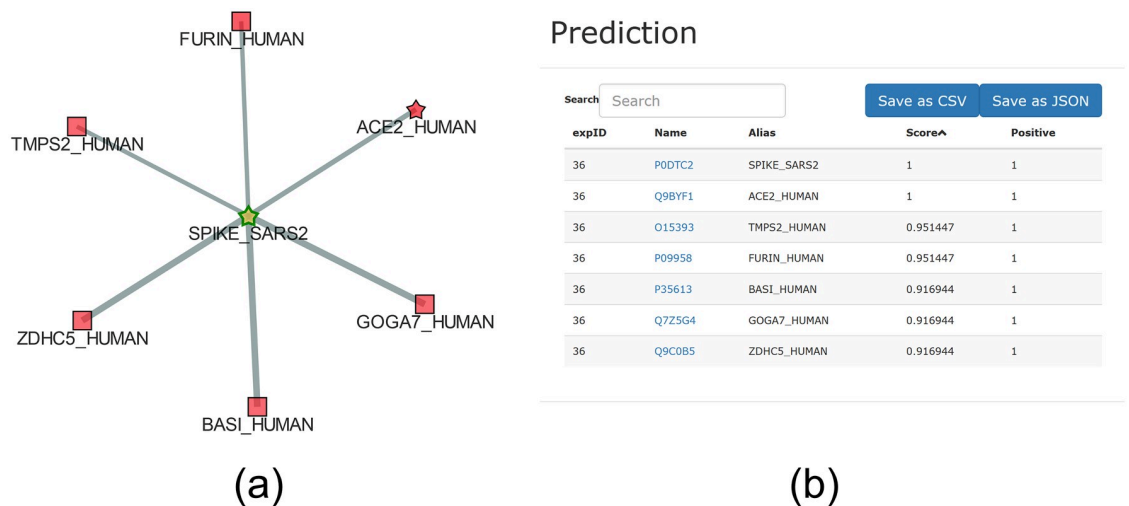 FURIN_HUMAN
ACE2_HUMAN
TMPS2_HUMAN
SPIKE_SARS2
ZDHC5_HUMAN
GOGA7_HUMAN
BASI_HUMAN
(a)
Prediction
Search Search Save as CSV Save as JSON
expID Name Alias Score Positive
36 P0DTC2 SPIKE_SARS2 1 1
36 Q9BYF1 ACE2_HUMAN 1 1
36 O15393 TMPS2_HUMAN 0.951447 1
36 P09958 FURIN_HUMAN 0.951447 1
36 P35613 BASI_HUMAN 0.916944 1
36 Q7Z5G4 GOGA7_HUMAN 0.916944 1
36 Q9C0B5 ZDHC5_HUMAN 0.916944 1
(b)